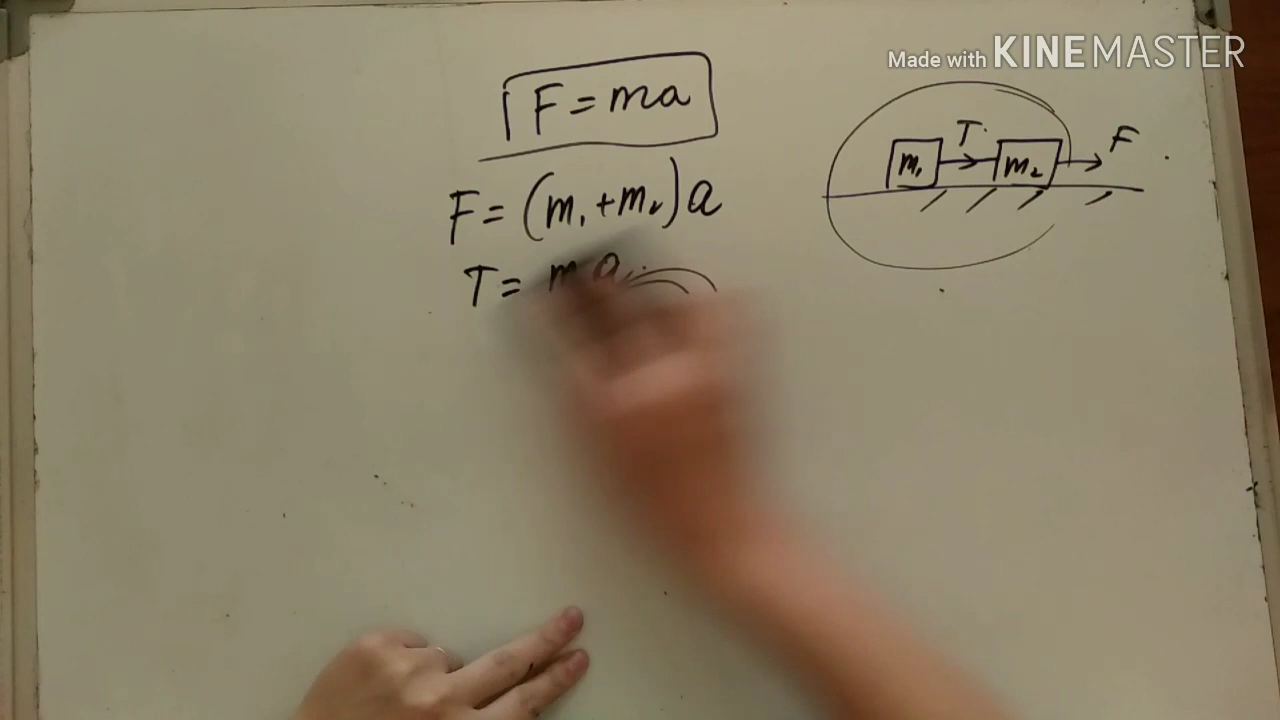 Made with KINEMASTER
F = ma
F = (m₁ + m₂) a
T =
T F
m₁ m₂